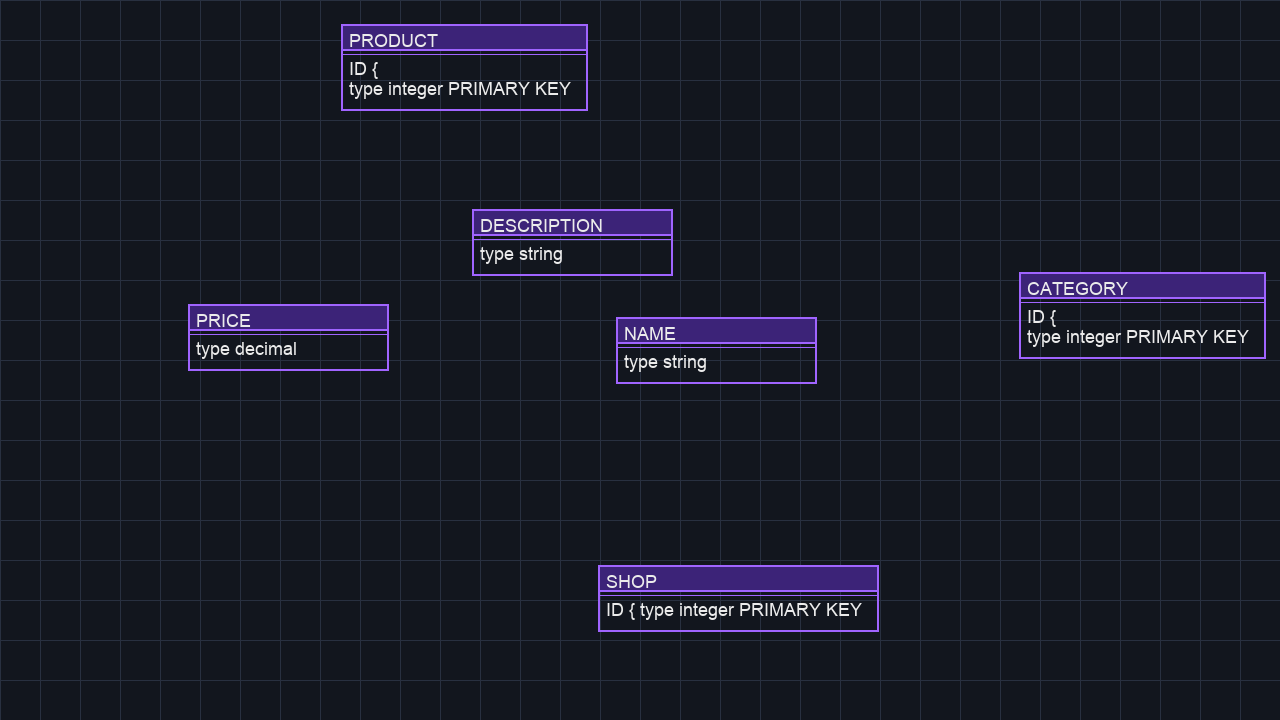 PRODUCT
ID {
type integer PRIMARY KEY
DESCRIPTION
type string
CATEGORY
ID {
type integer PRIMARY KEY
PRICE
type decimal
NAME
type string
SHOP
ID { type integer PRIMARY KEY